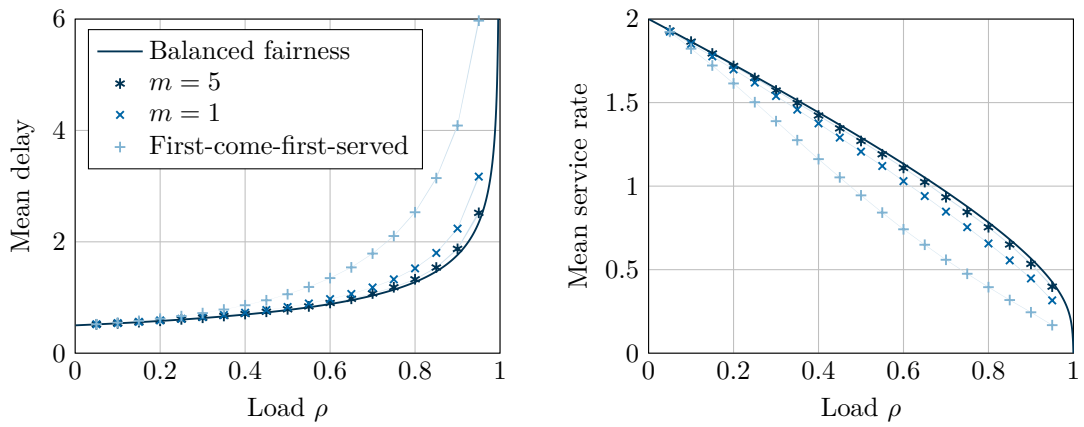 6
4
2
0
0 0.2 0.4 0.6 0.8 1
Mean delay
Load ρ
Balanced fairness
m = 5
m = 1
First-come-first-served
2
1.5
1
0.5
0
0 0.2 0.4 0.6 0.8 1
Mean service rate
Load ρ